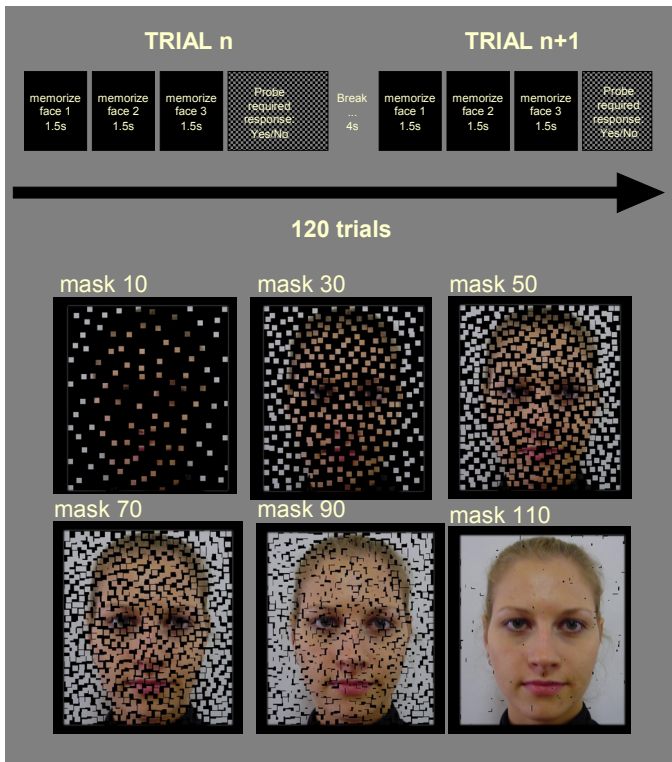 TRIAL n
TRIAL n+1
memorize
face 1
1.5s
memorize
face 2
1.5s
memorize
face 3
1.5s
Probe
required
response:
Yes/No
Break
...
4s
memorize
face 1
1.5s
memorize
face 2
1.5s
memorize
face 3
1.5s
Probe
required
response:
Yes/No
120 trials
mask 10
mask 30
mask 50
mask 70
mask 90
mask 110